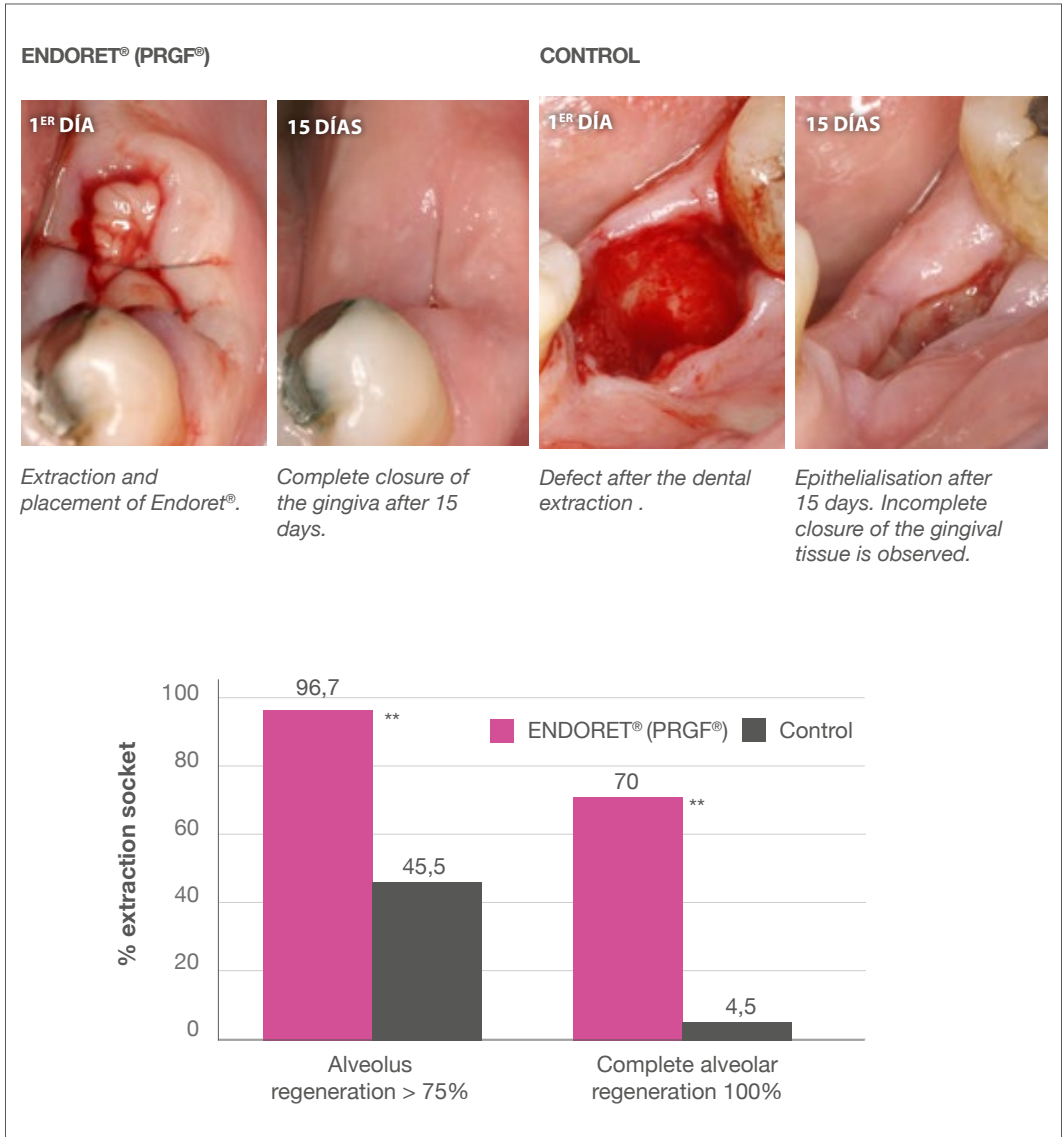 ENDORET® (PRGF®)
CONTROL
1ER DÍA
15 DÍAS
1ER DÍA
15 DÍAS
Extraction and
placement of Endoret®.
Complete closure of
the gingiva after 15
days.
Defect after the dental
extraction .
Epithelialisation after
15 days. Incomplete
closure of the gingival
tissue is observed.
% extraction socket
100
80
60
40
20
0
96,7
**
45,5
70
**
4,5
ENDORET® (PRGF®)
Control
Alveolus
regeneration > 75%
Complete alveolar
regeneration 100%